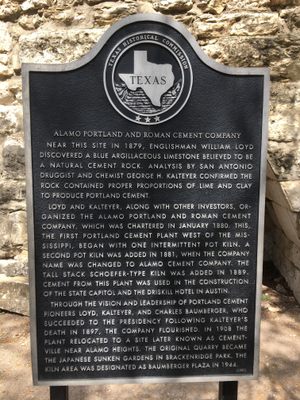 TEXAS HISTORICAL COMMISSION
1879
TEXAS
ALAMO PORTLAND AND ROMAN CEMENT COMPANY
NEAR THIS SITE IN 1879, ENGLISHMAN WILLIAM LOYD
DISCOVERED A BLUE ARGILLACEOUS LIMESTONE BELIEVED TO BE
A NATURAL CEMENT ROCK. ANALYSIS BY SAN ANTONIO
DRUGGIST AND CHEMIST GEORGE H. KALTEYER CONFIRMED THE
ROCK CONTAINED PROPER PROPORTIONS OF LIME AND CLAY
TO PRODUCE PORTLAND CEMENT.
LOYD AND KALTEYER, ALONG WITH OTHER INVESTORS, OR-
GANIZED THE ALAMO PORTLAND AND ROMAN CEMENT
COMPANY, WHICH WAS CHARTERED IN JANUARY 1880. THIS,
THE FIRST PORTLAND CEMENT PLANT WEST OF THE MIS-
SISSIPPI, BEGAN WITH ONE INTERMITTENT POT KILN. A
SECOND POT KILN WAS ADDED IN 1881, WHEN THE COMPANY
NAME WAS CHANGED TO ALAMO CEMENT COMPANY. THE
TALL STACK SCHOEFER-TYPE KILN WAS ADDED IN 1889.
CEMENT FROM THIS PLANT WAS USED IN THE CONSTRUCTION
OF THE STATE CAPITOL AND THE DRISKILL HOTEL IN AUSTIN.
THROUGH THE VISION AND LEADERSHIP OF PORTLAND CEMENT
PIONEERS LOYD, KALTEYER, AND CHARLES BAUMBERGER, WHO
SUCCEEDED TO THE PRESIDENCY FOLLOWING KALTEYER'S
DEATH IN 1897, THE COMPANY FLOURISHED. IN 1908 THE
PLANT RELOCATED TO A SITE LATER KNOWN AS CEMENT-
VILLE NEAR ALAMO HEIGHTS. THE ORIGINAL QUARRY BECAME
THE JAPANESE SUNKEN GARDENS IN BRACKENRIDGE PARK. THE
KILN AREA WAS DESIGNATED AS BAUMBERGER PLAZA IN 1944.